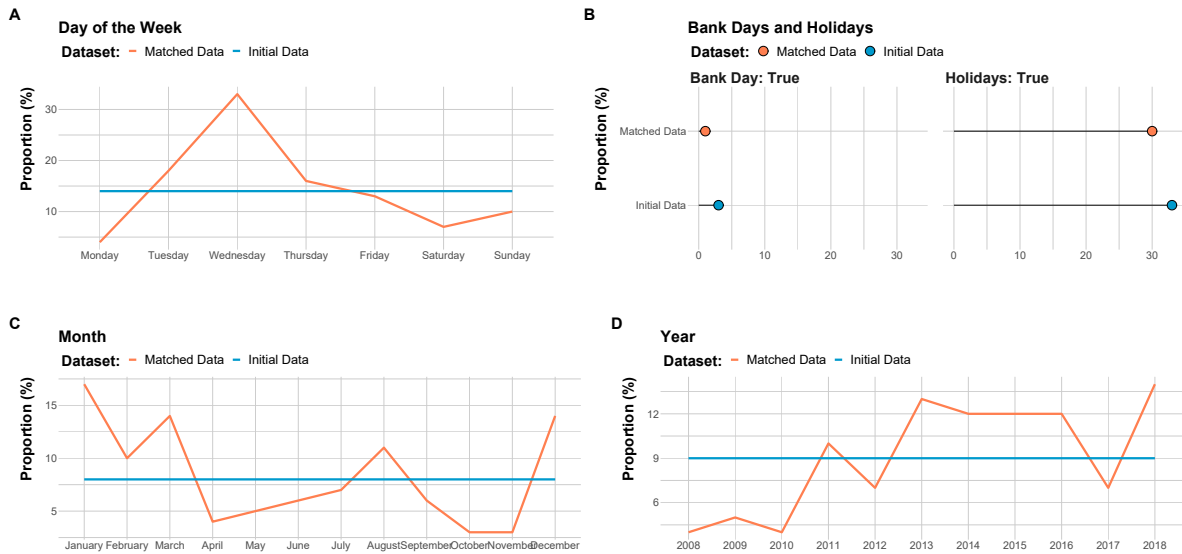 A
Day of the Week
Dataset: Matched Data Initial Data
Proportion (%)
30
20
10
Monday Tuesday Wednesday Thursday Friday Saturday Sunday
B
Bank Days and Holidays
Dataset: Matched Data Initial Data
Bank Day: True Holidays: True
Proportion (%)
Matched Data
Initial Data
0 10 20 30 0 10 20 30
C
Month
Dataset: Matched Data Initial Data
Proportion (%)
15
10
5
January February March April May June July August September October November December
D
Year
Dataset: Matched Data Initial Data
Proportion (%)
12
9
6
2008 2009 2010 2011 2012 2013 2014 2015 2016 2017 2018